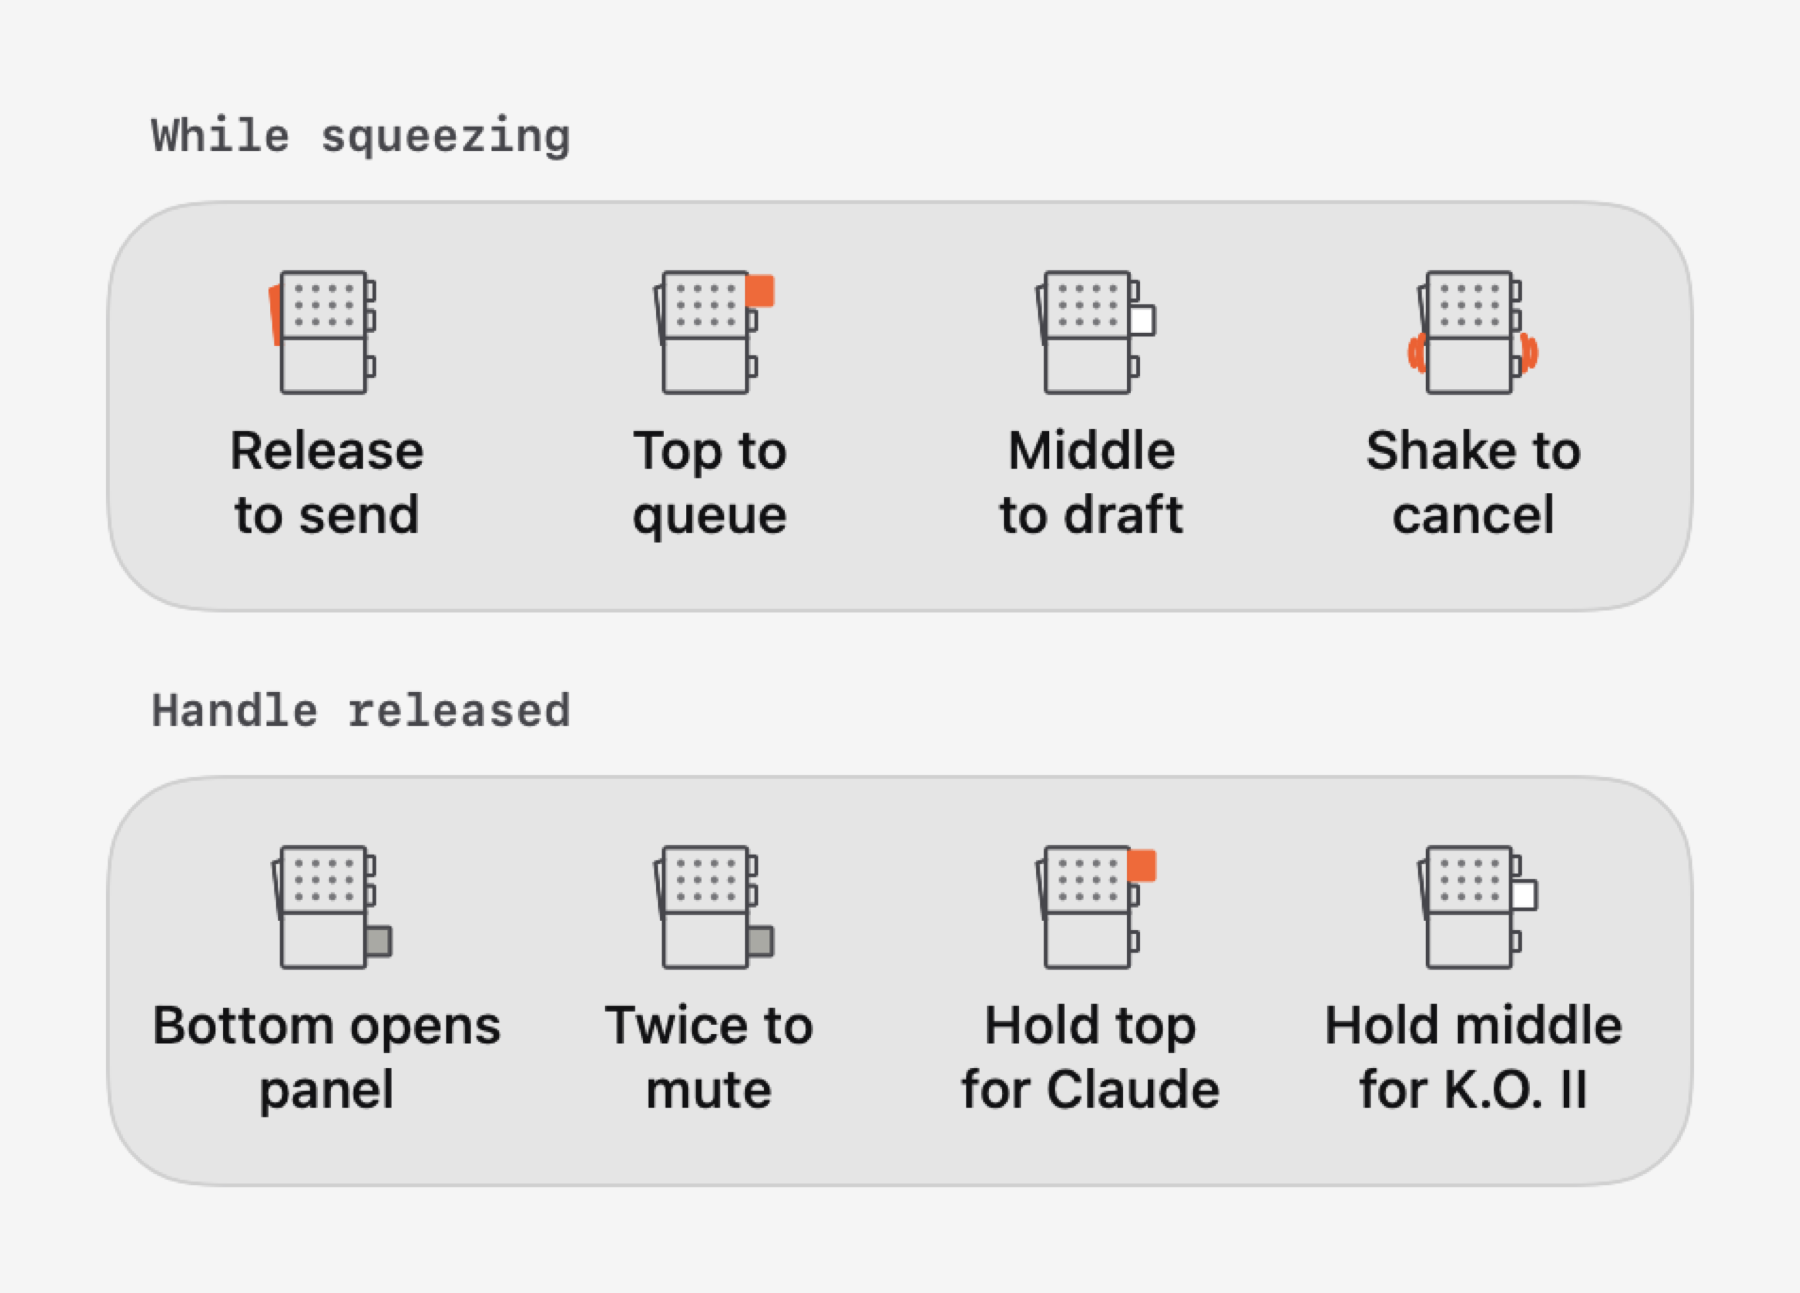 While squeezing
Release
to send
Top to
queue
Middle
to draft
Shake to
cancel
Handle released
Bottom opens
panel
Twice to
mute
Hold top
for Claude
Hold middle
for K.O. II